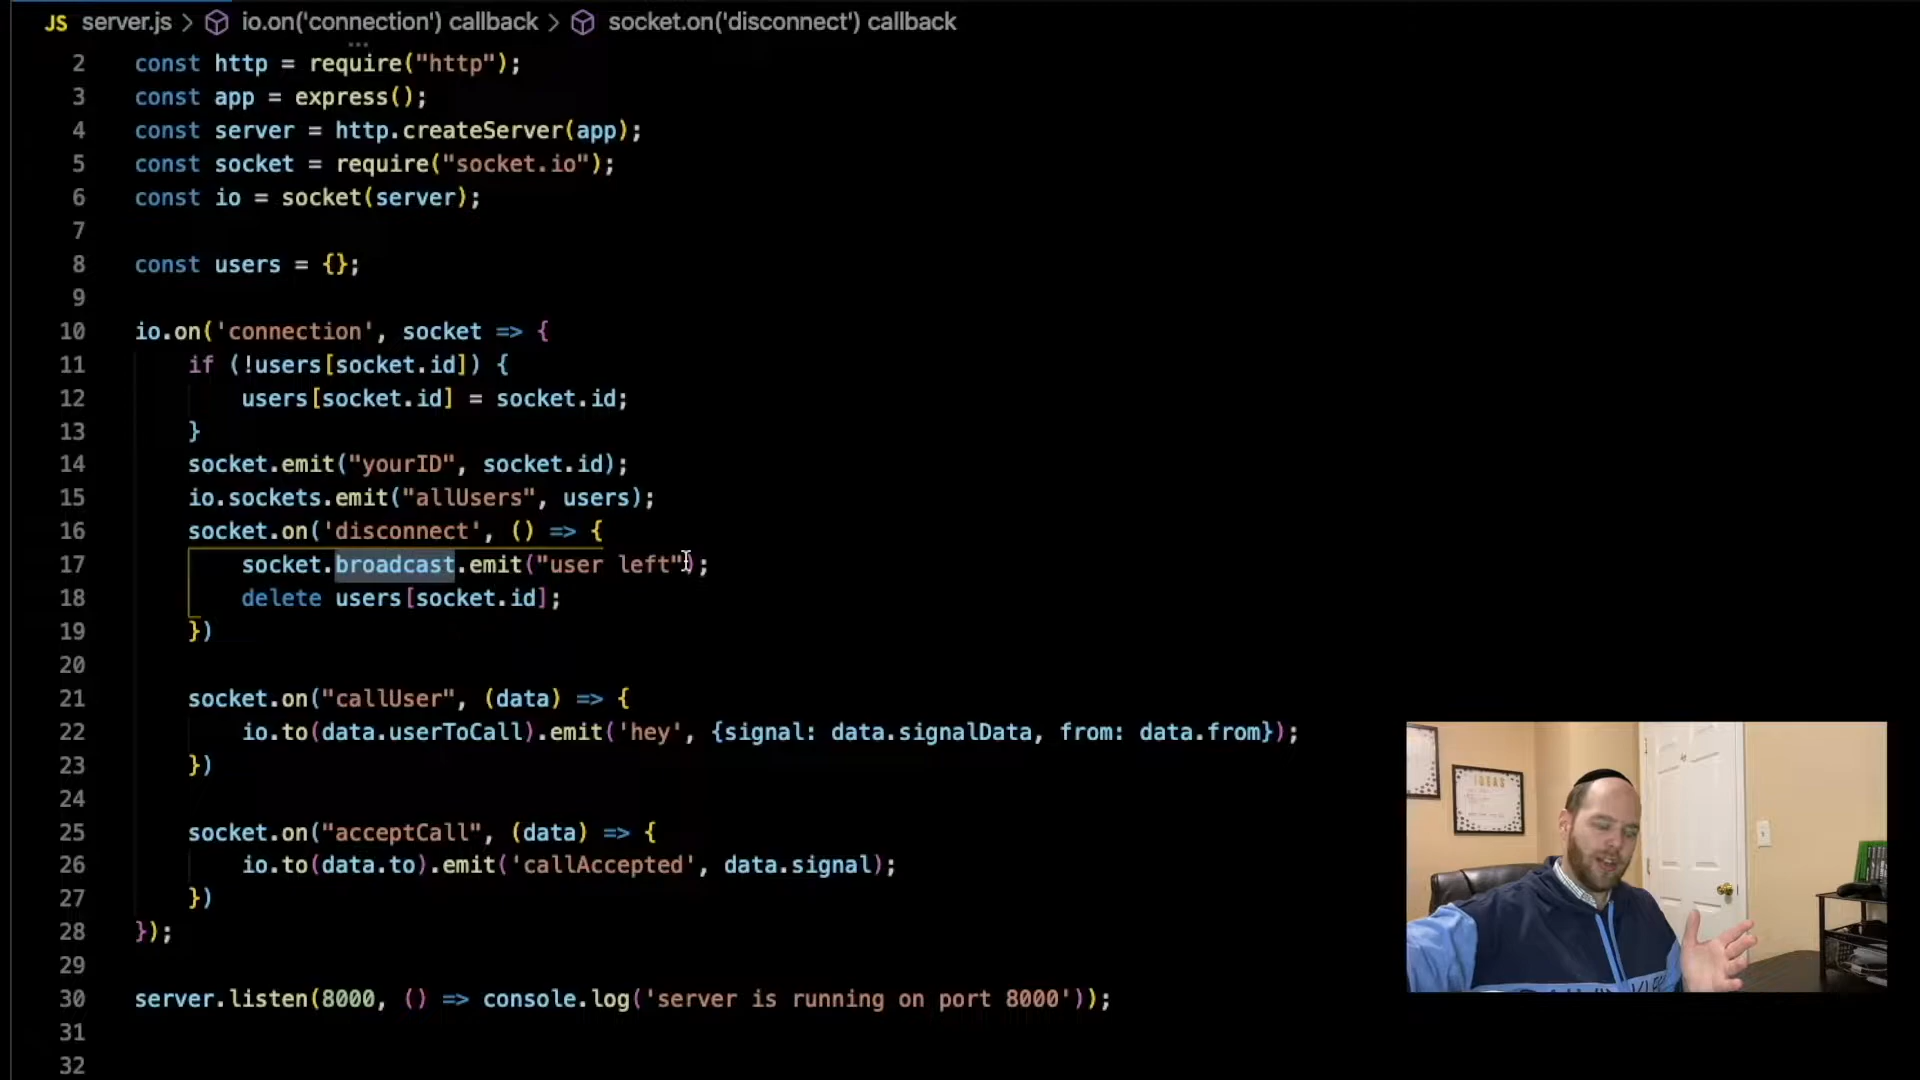 JS server.js > io.on('connection') callback > socket.on('disconnect') callback
2 const http = require("http");
3 const app = express();
4 const server = http.createServer(app);
5 const socket = require("socket.io");
6 const io = socket(server);
7
8 const users = {};
9
10 io.on('connection', socket => {
11 if (!users[socket.id]) {
12 users[socket.id] = socket.id;
13 }
14 socket.emit("yourID", socket.id);
15 io.sockets.emit("allUsers", users);
16 socket.on('disconnect', () => {
17 socket.broadcast.emit("user left");
18 delete users[socket.id];
19 })
20
21 socket.on("callUser", (data) => {
22 io.to(data.userToCall).emit('hey', {signal: data.signalData, from: data.from});
23 })
24
25 socket.on("acceptCall", (data) => {
26 io.to(data.to).emit('callAccepted', data.signal);
27 })
28 });
29
30 server.listen(8000, () => console.log('server is running on port 8000'));
31
32
IDEAS